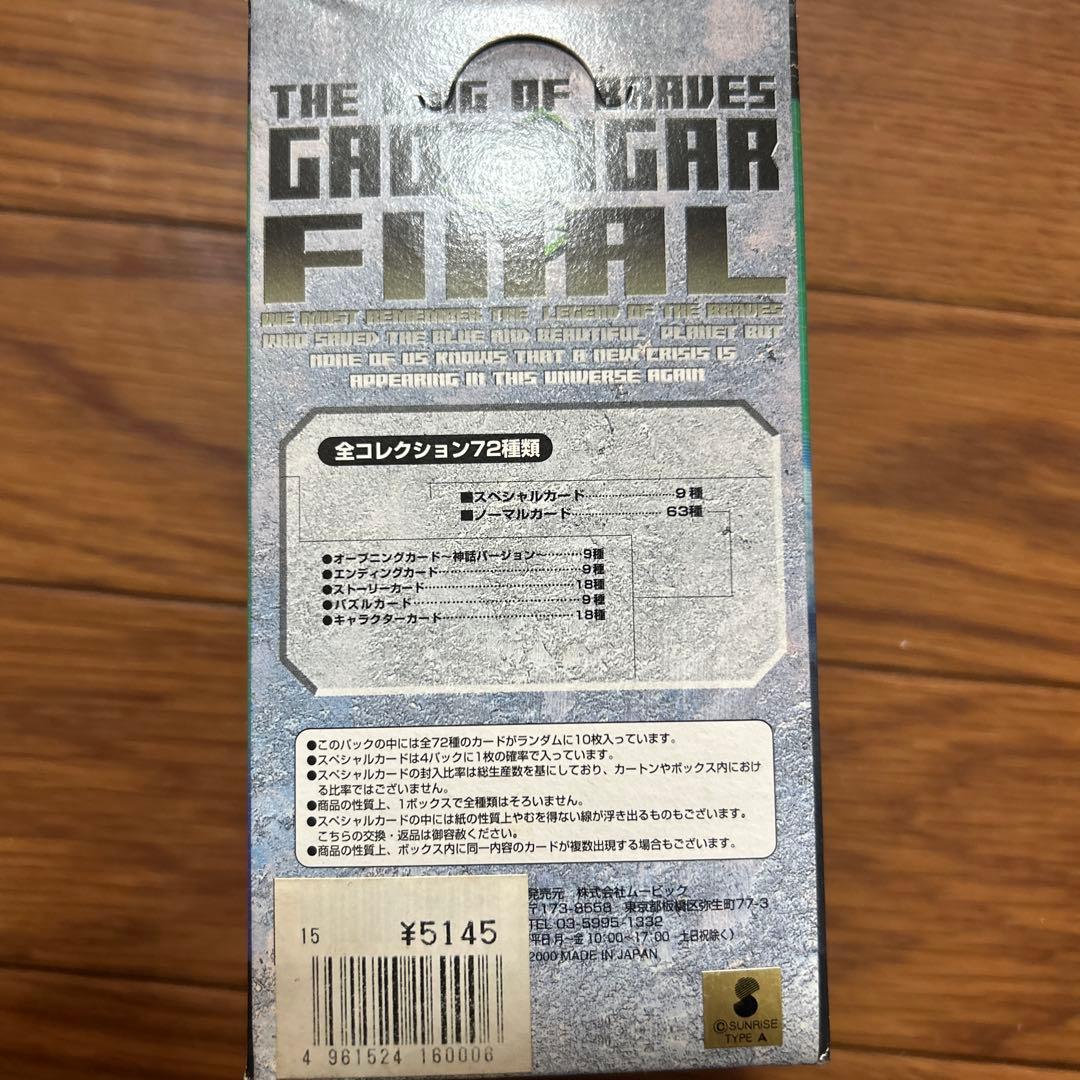 THE KING OF BRAVES
GAOGAIGAR
FINAL
WE MUST REMEMBER THE LEGEND OF THE BRAVES
WHO SAVED THE BLUE AND BEAUTIFUL PLANET BUT
NONE OF US KNOWS THAT A NEW CRISIS IS
APPEARING IN THIS UNIVERSE AGAIN
全コレクション72種類
■スペシャルカード 9種
■ノーマルカード 63種
●オープニングカード〜神話バージョン〜 9種
●エンディングカード 9種
●ストーリーカード 18種
●パズルカード 9種
●キャラクターカード 18種
●このパックの中には全72種のカードがランダムに10枚入っています。
●スペシャルカードは4パックに1枚の確率で入っています。
●スペシャルカードの封入比率は総生産数を基にしており、カートンやボックス内におけ
る比率ではございません。
●商品の性質上、1ボックスで全種類はそろいません。
●スペシャルカードの中には紙の性質上やむを得ない線が浮き出るものもございます。
こちらの交換・返品は御容赦ください。
●商品の性質上、ボックス内に同一内容のカードが複数出現する場合もございます。
発売元 株式会社ムービック
〒173-8558 東京都板橋区弥生町77-3
TEL 03-5995-1332
平日月〜金 10:00〜17:00・土日祝除く)
2000 MADE IN JAPAN
15 ¥5145
4 961524 160006
©SUNRISE
TYPE A